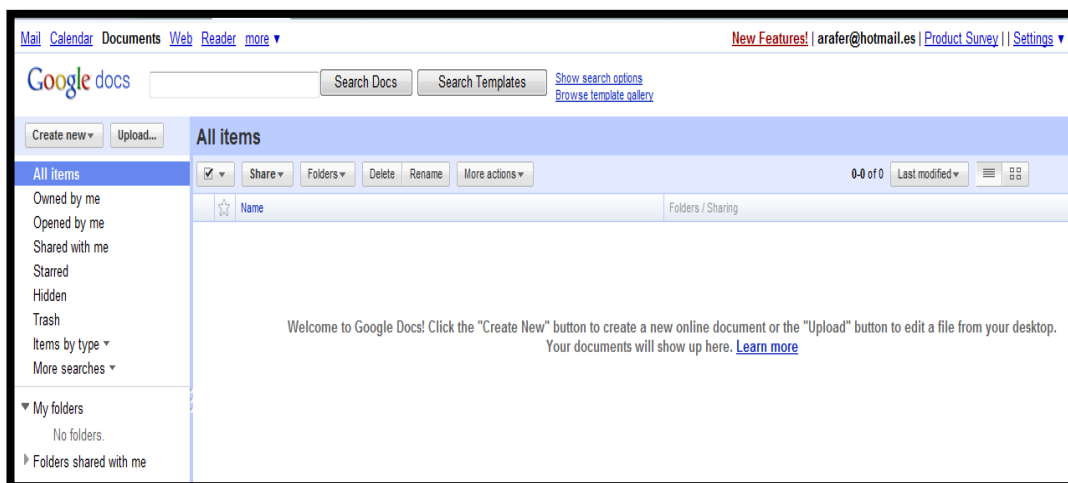 Mail Calendar Documents Web Reader more ▼ New Features! | arafer@hotmail.es | Product Survey | | Settings ▼
Google docs Search Docs Search Templates Show search options
Browse template gallery
Create new ▾ Upload... All items
All items Share ▾ Folders ▾ Delete Rename More actions ▾ 0-0 of 0 Last modified ▾
Owned by me Name Folders / Sharing
Opened by me
Shared with me
Starred
Hidden
Trash
Items by type ▾
More searches ▾
Welcome to Google Docs! Click the "Create New" button to create a new online document or the "Upload" button to edit a file from your desktop.
Your documents will show up here. Learn more
My folders
No folders.
Folders shared with me